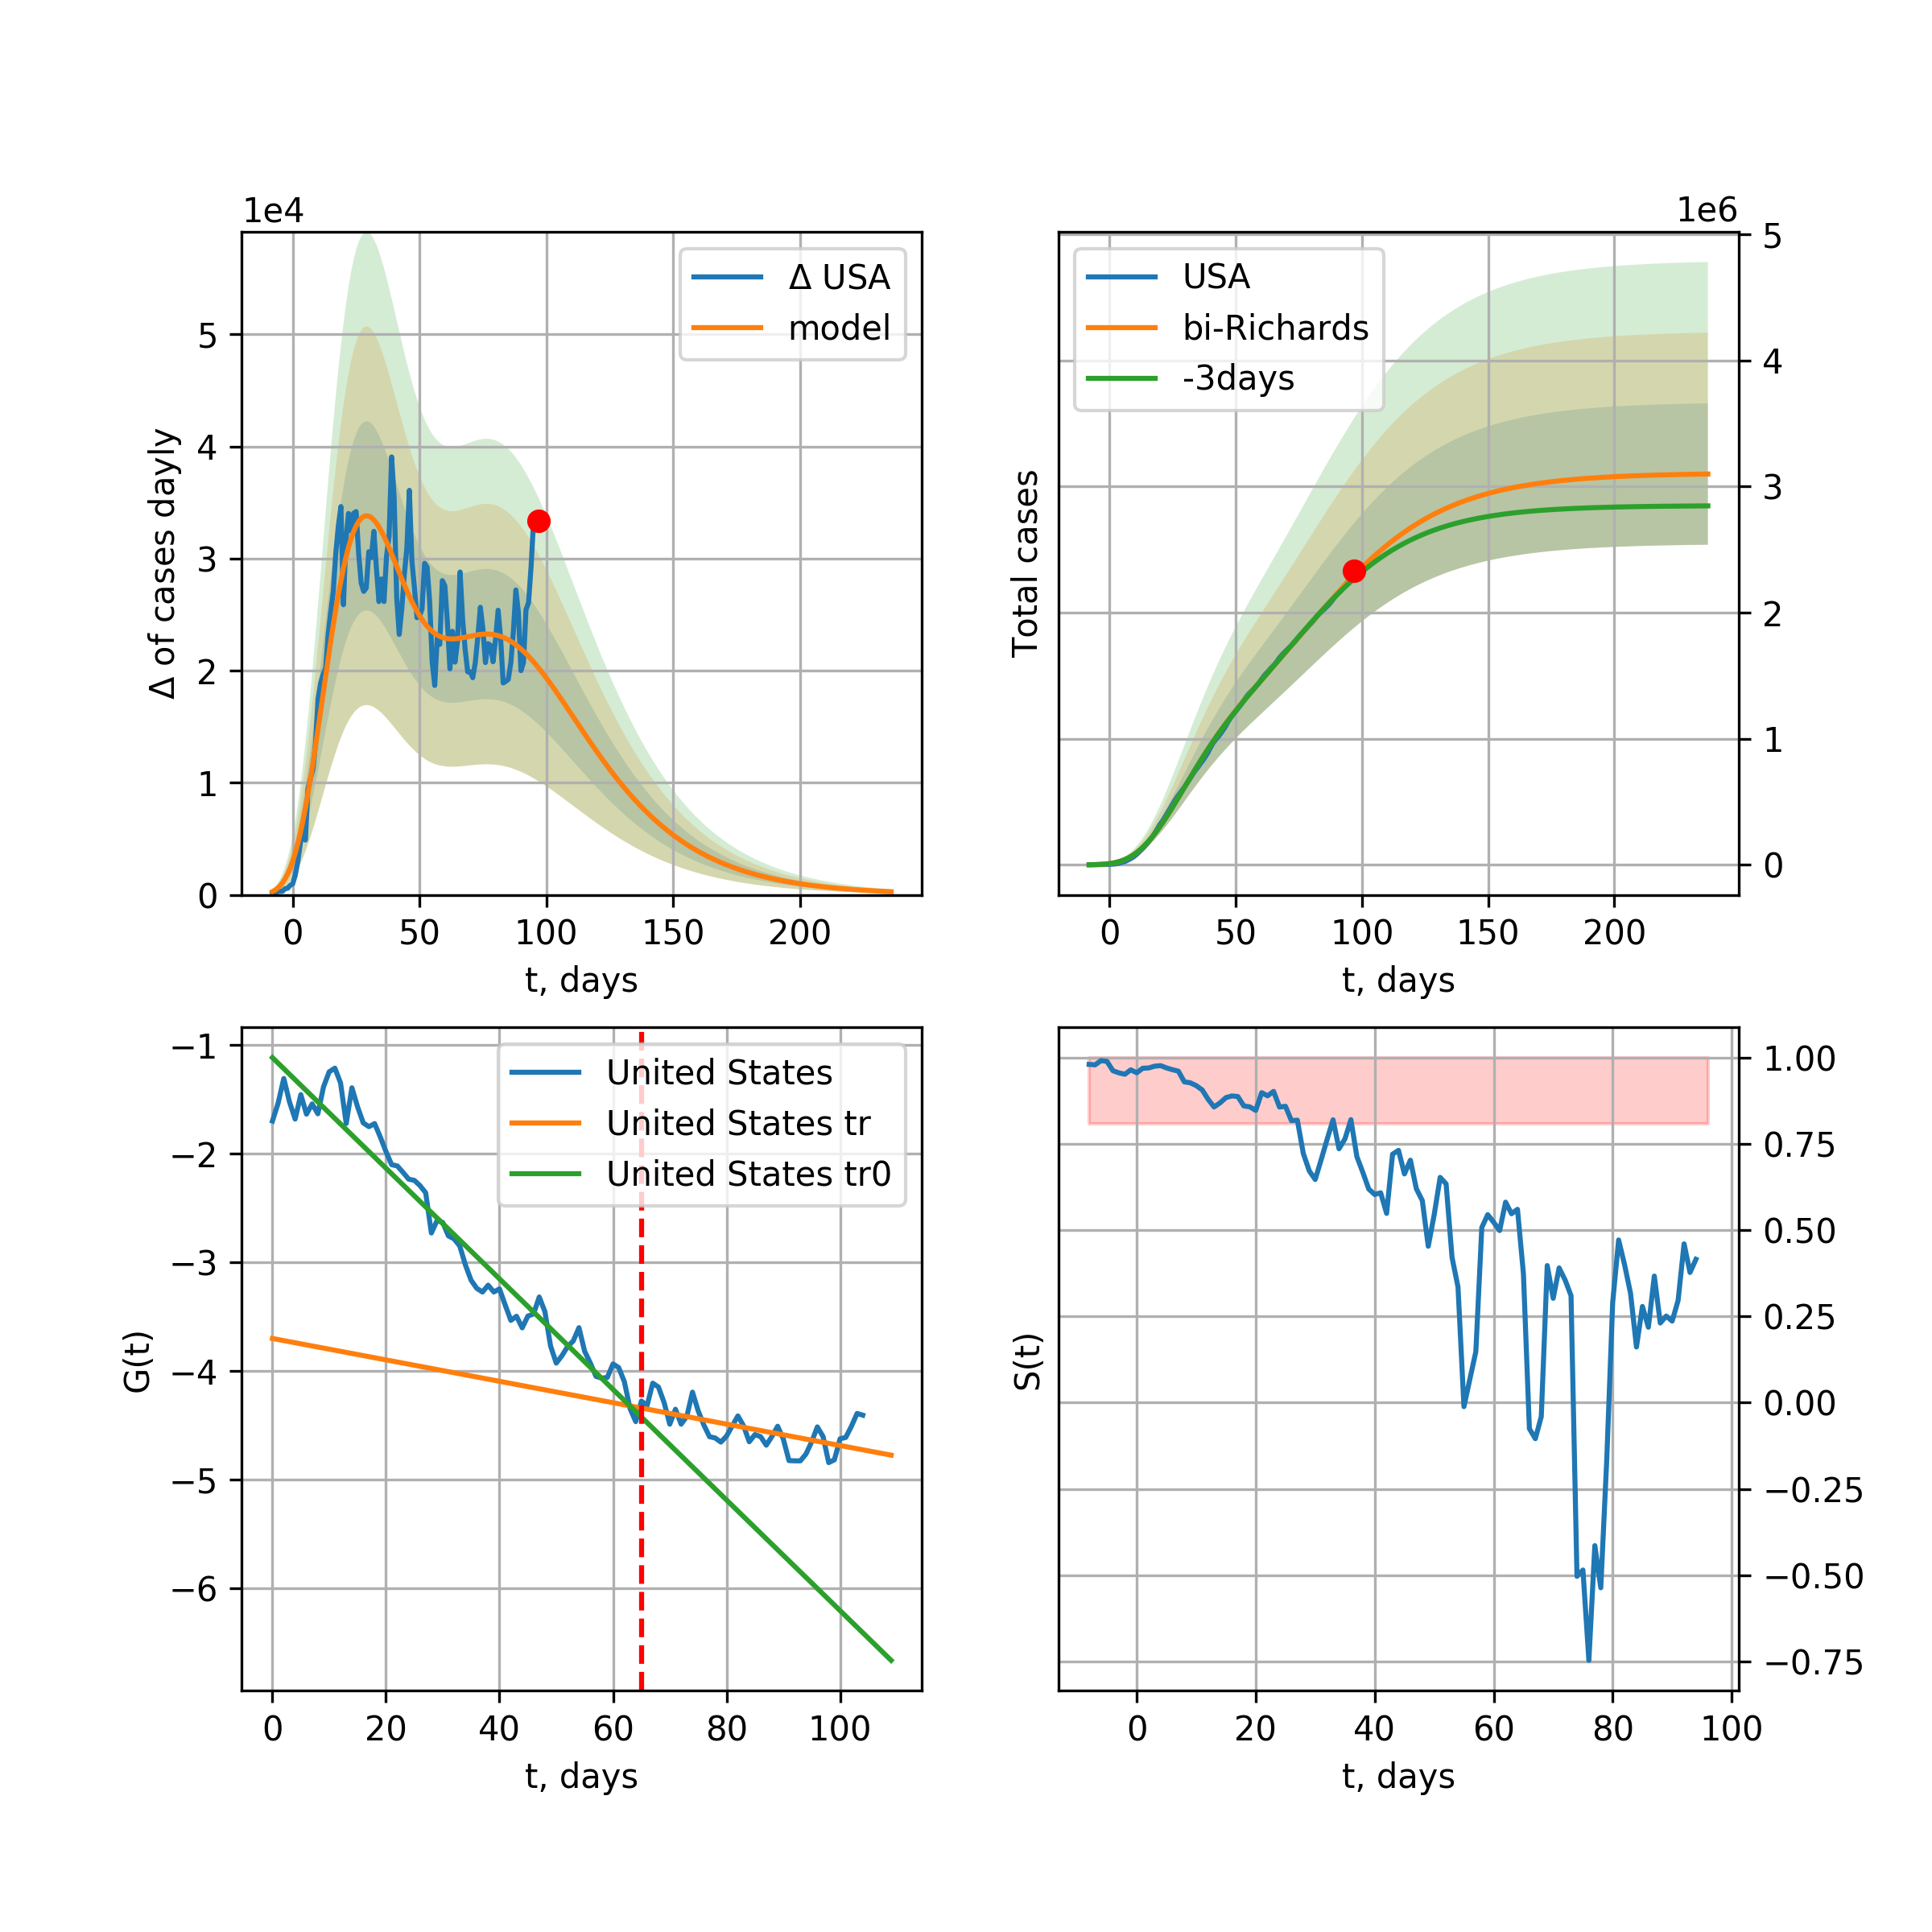 1e4
Δ of cases dayly
5
4
3
2
1
0
Δ USA
model
0 50 100 150 200
t, days
1e6
Total cases
USA
bi-Richards
-3days
5
4
3
2
1
0
0 50 100 150 200
t, days
G(t)
−1
−2
−3
−4
−5
−6
United States
United States tr
United States tr0
0 20 40 60 80 100
t, days
S(t)
1.00
0.75
0.50
0.25
0.00
−0.25
−0.50
−0.75
0 20 40 60 80 100
t, days